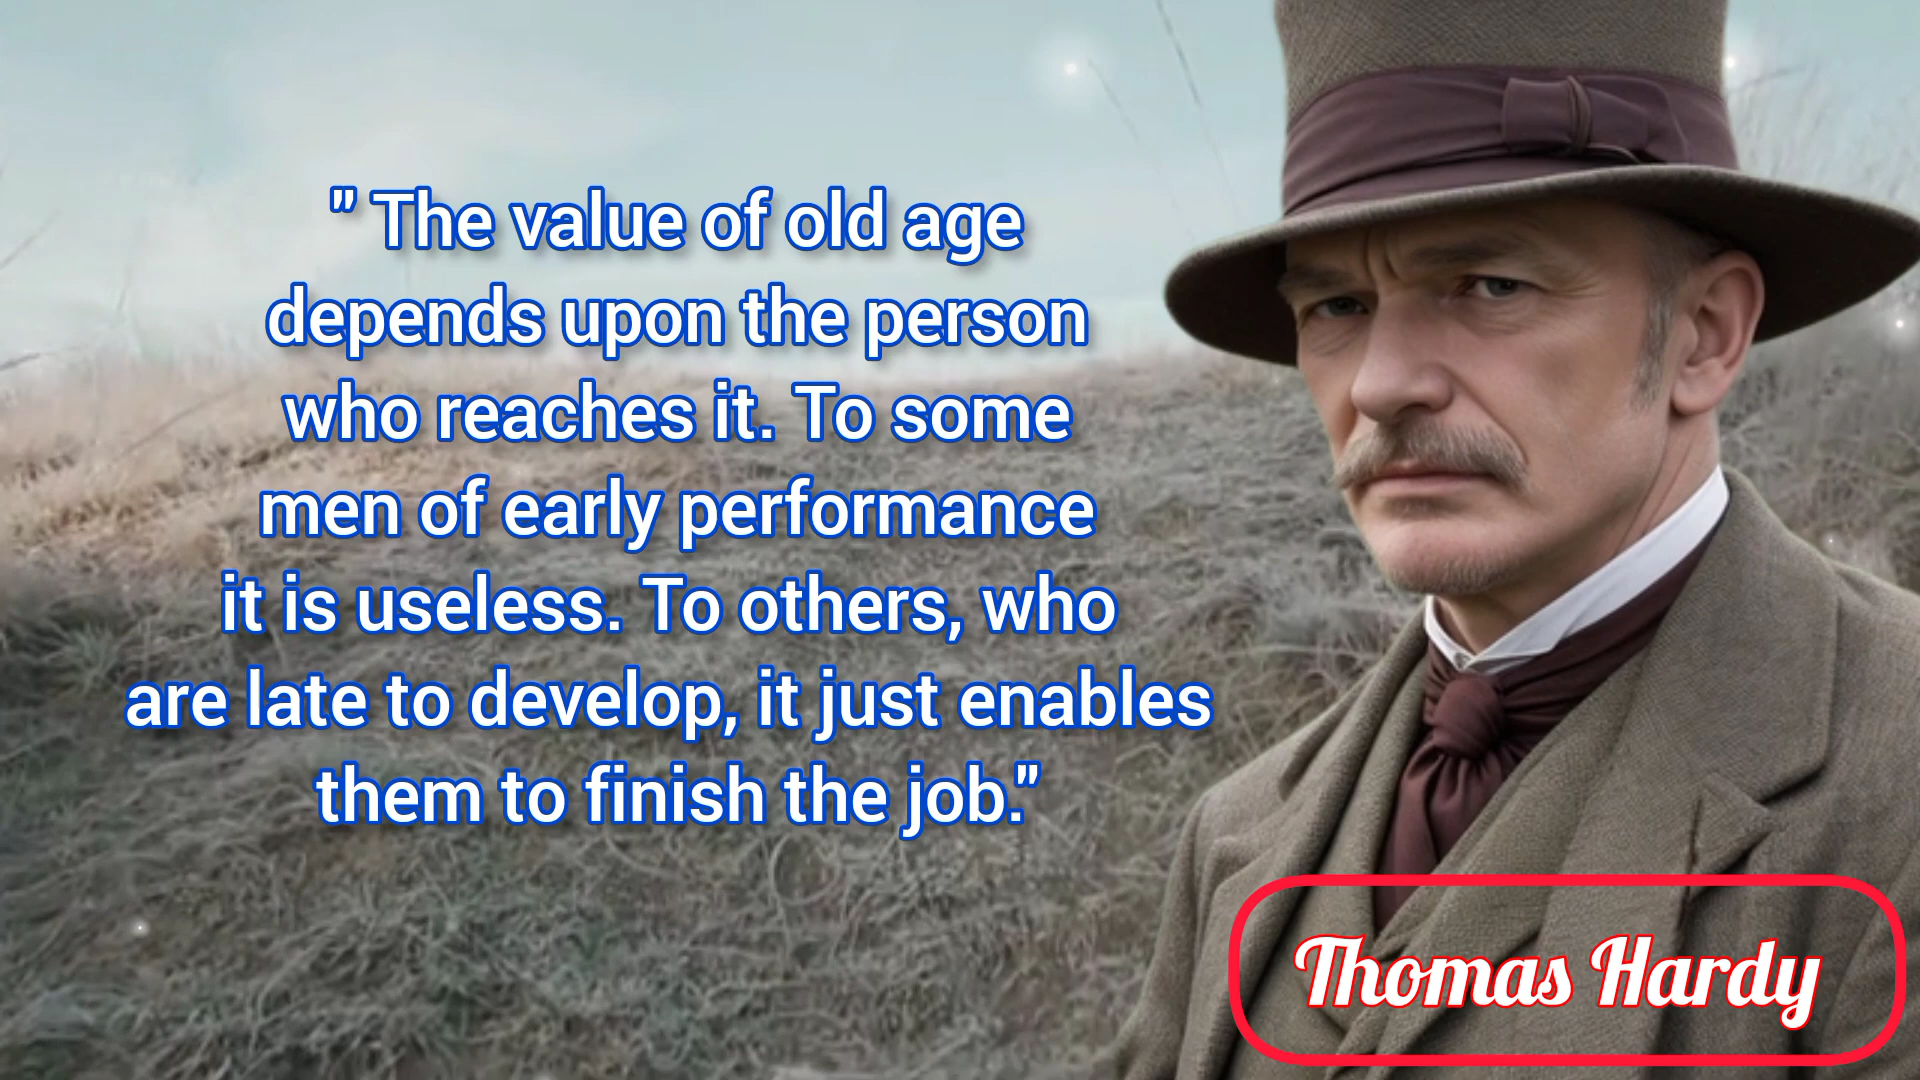 " The value of old age
depends upon the person
who reaches it. To some
men of early performance
it is useless. To others, who
are late to develop, it just enables
them to finish the job."
Thomas Hardy